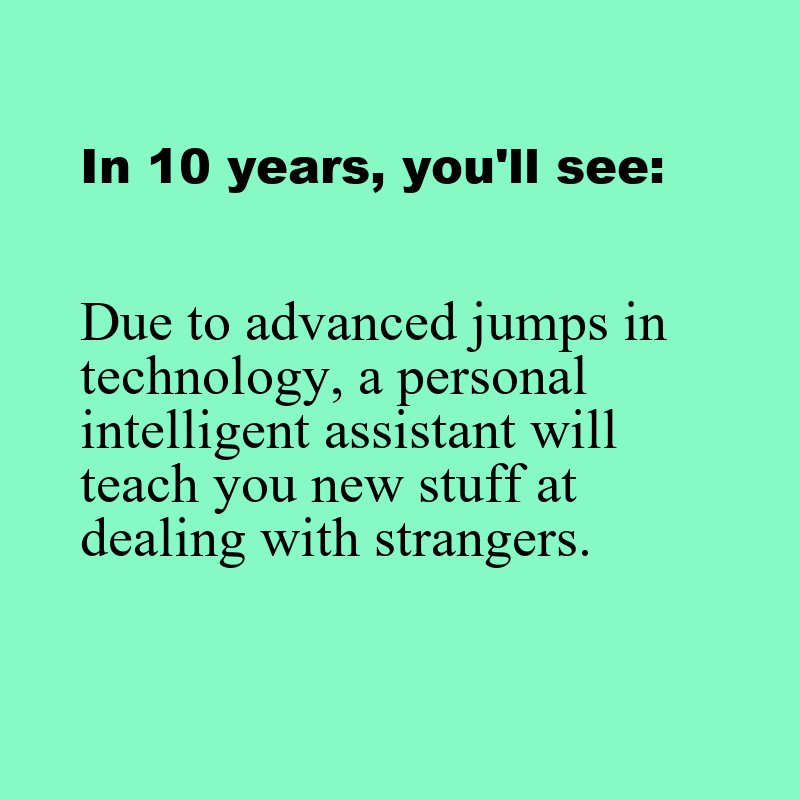 In 10 years, you'll see:
Due to advanced jumps in
technology, a personal
intelligent assistant will
teach you new stuff at
dealing with strangers.